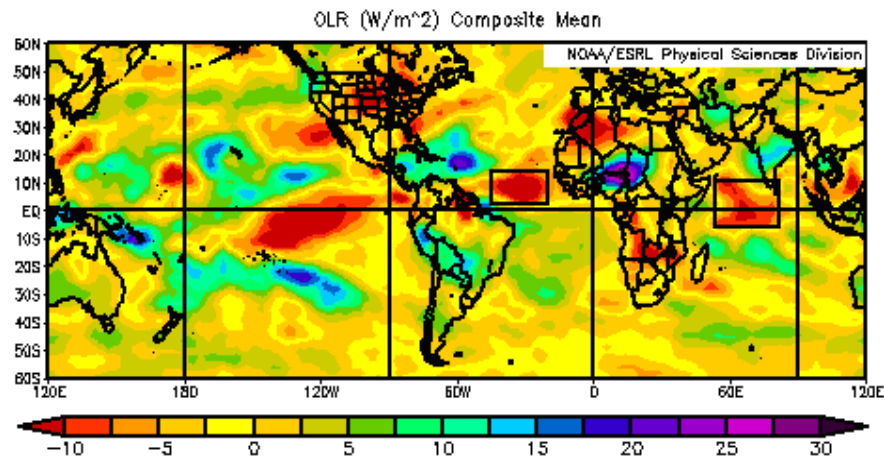 OLR (W/m^2) Composite Mean
NOAA/ESRL Physical Sciences Division
60N
50N
40N
30N
20N
10N
EQ
10S
20S
30S
40S
50S
60S
120E 180 120W 60W 0 60E 120E
−10 −5 0 5 10 15 20 25 30